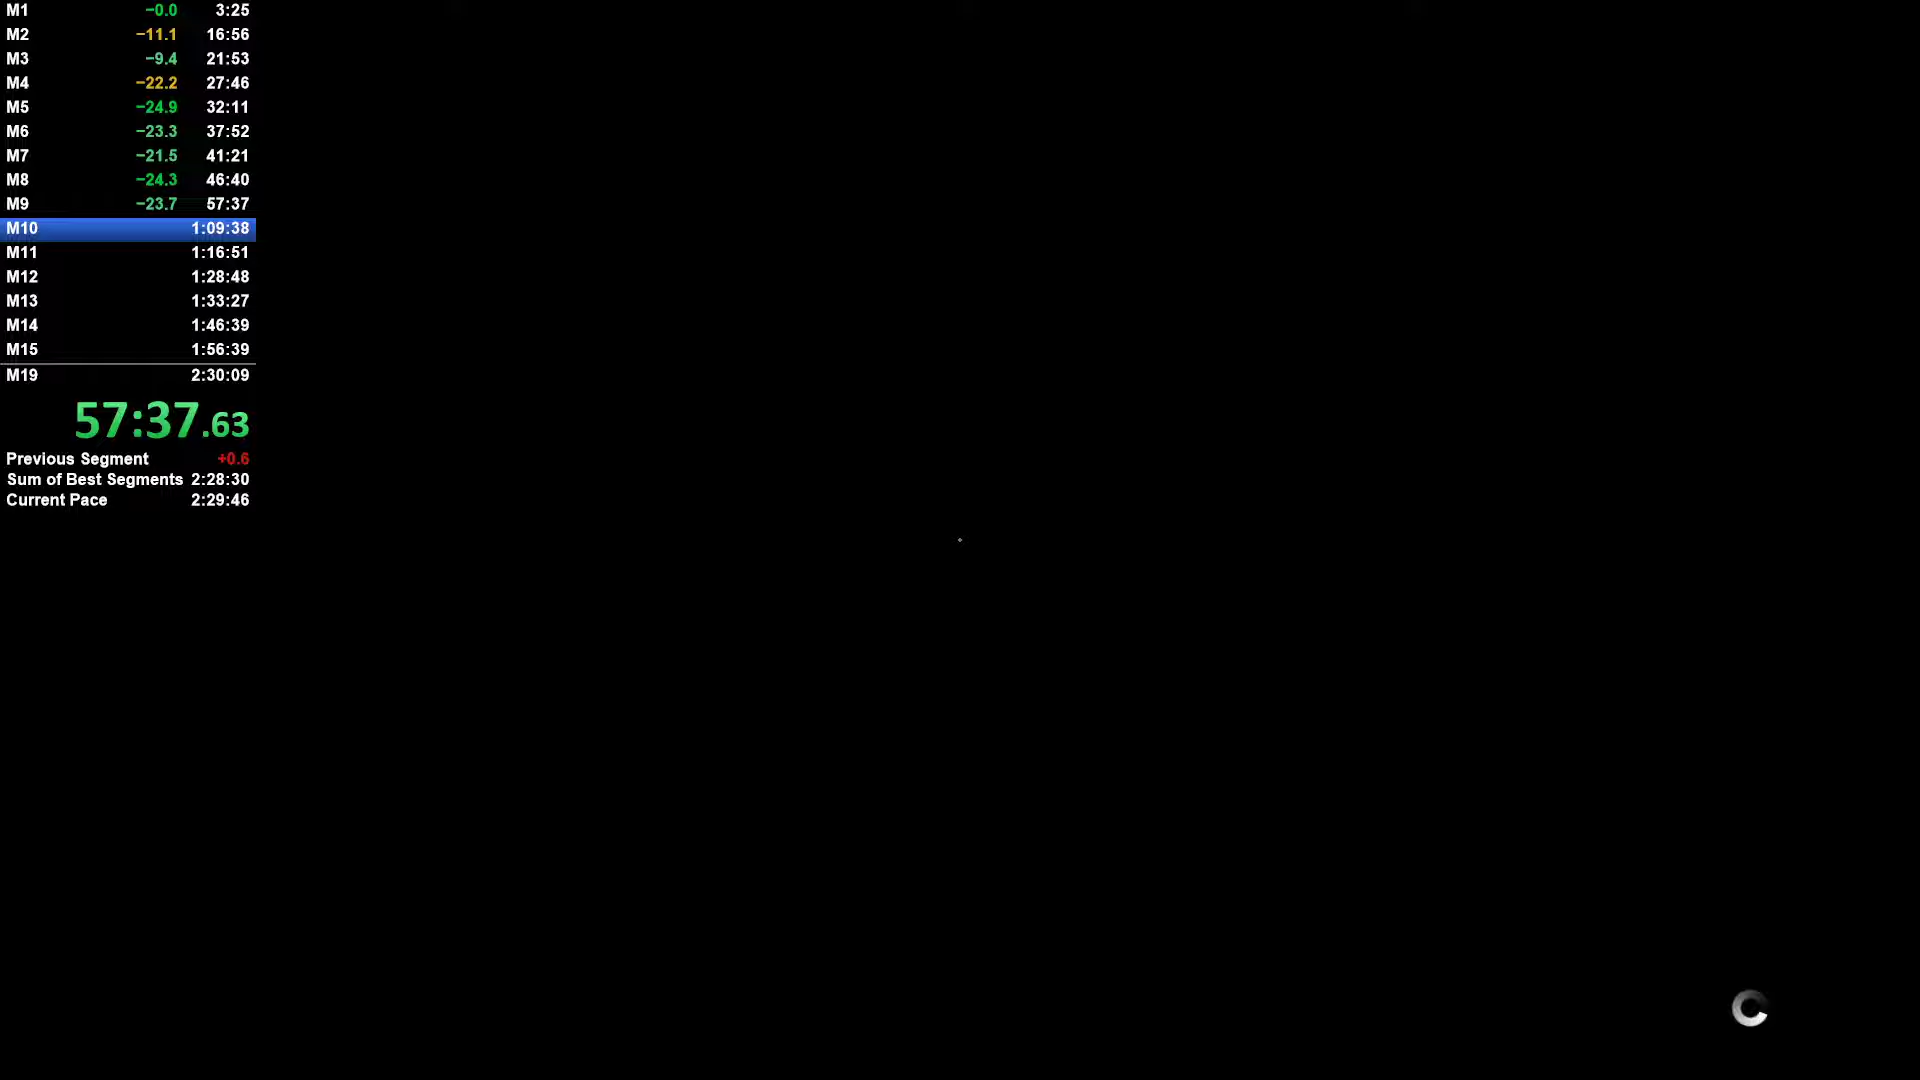 M1 −0.0 3:25
M2 −11.1 16:56
M3 −9.4 21:53
M4 −22.2 27:46
M5 −24.9 32:11
M6 −23.3 37:52
M7 −21.5 41:21
M8 −24.3 46:40
M9 −23.7 57:37
M10 1:09:38
M11 1:16:51
M12 1:28:48
M13 1:33:27
M14 1:46:39
M15 1:56:39
M19 2:30:09
57:37.63
Previous Segment +0.6
Sum of Best Segments 2:28:30
Current Pace 2:29:46